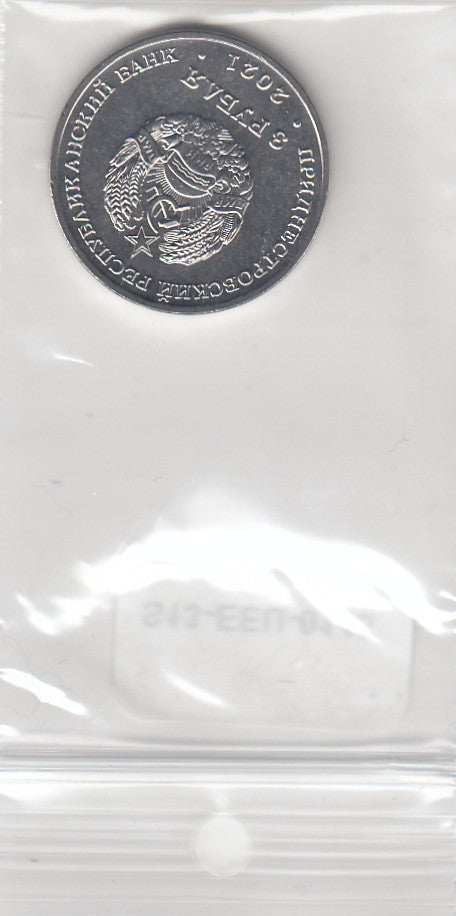 ПРИДНЕСТРОВСКИЙ РЕСПУБЛИКАНСКИЙ БАНК
3 РУБЛЯ
• 2021 •